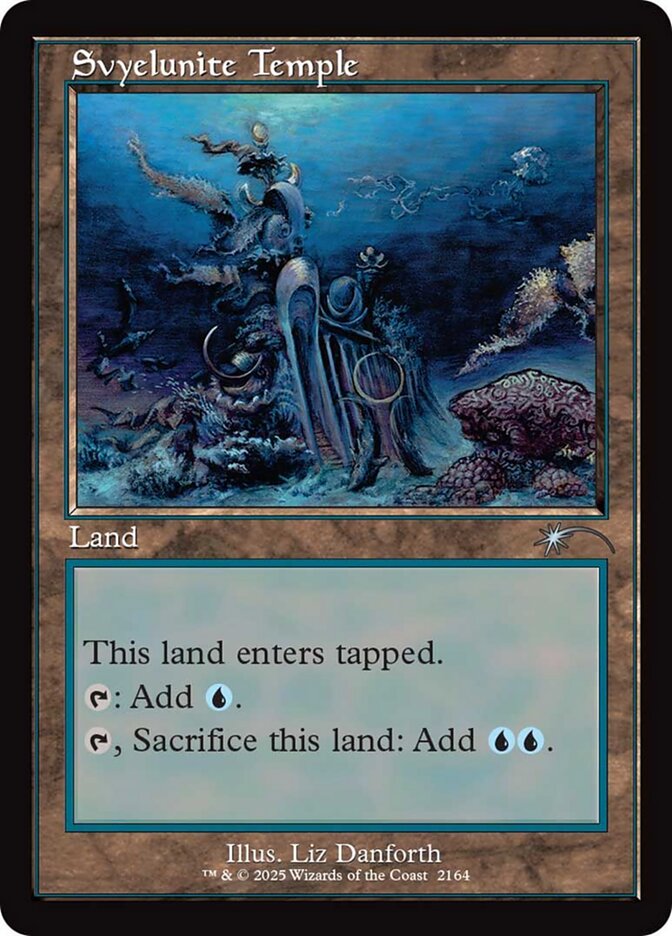 Svyelunite Temple
Land
This land enters tapped.
: Add .
, Sacrifice this land: Add .
Illus. Liz Danforth
™ & © 2025 Wizards of the Coast 2164